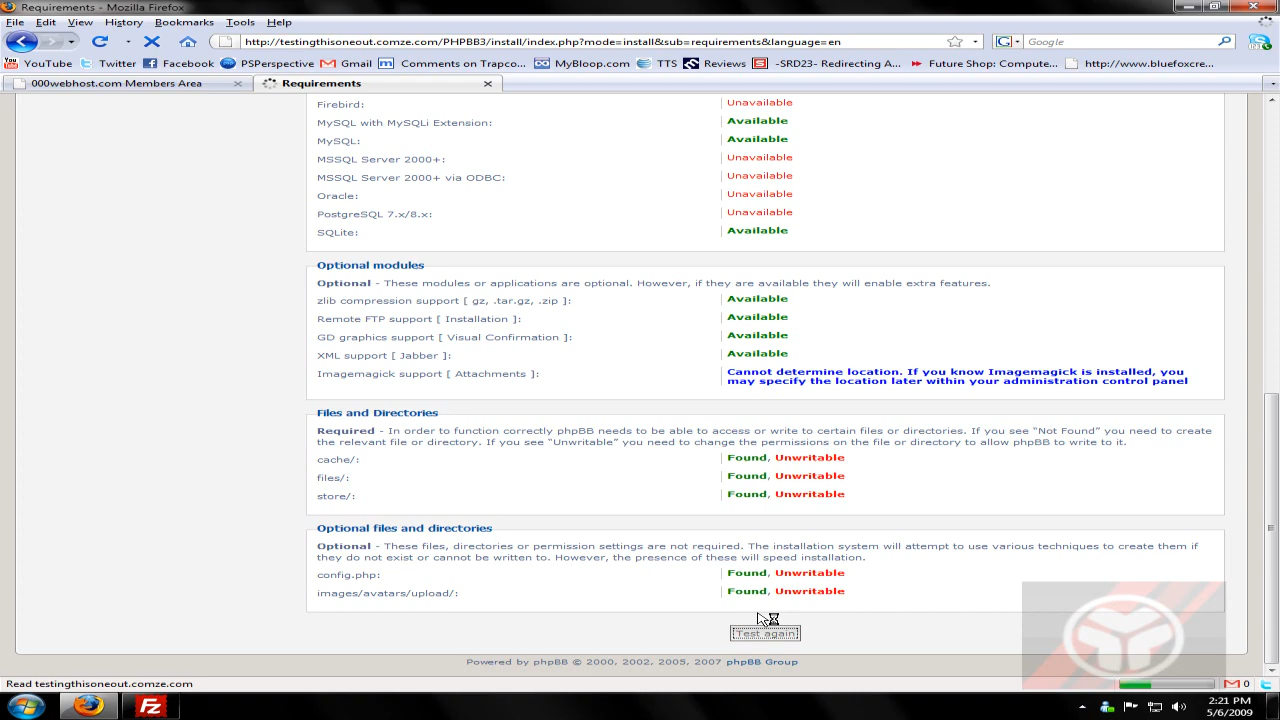 Requirements - Mozilla Firefox
File Edit View History Bookmarks Tools Help
http://testingthisoneout.comze.com/PHPBB3/install/index.php?mode=install&sub=requirements&language=en
Google
YouTube Twitter Facebook PSPerspective Gmail Comments on Trapco... MyBloop.com TTS Reviews -SRD23- Redirecting A... Future Shop: Compute... http://www.bluefoxcre...
000webhost.com Members Area Requirements
Firebird: Unavailable
MySQL with MySQLi Extension: Available
MySQL: Available
MSSQL Server 2000+: Unavailable
MSSQL Server 2000+ via ODBC: Unavailable
Oracle: Unavailable
PostgreSQL 7.x/8.x: Unavailable
SQLite: Available
Optional modules
Optional - These modules or applications are optional. However, if they are available they will enable extra features.
zlib compression support [ gz, .tar.gz, .zip ]: Available
Remote FTP support [ Installation ]: Available
GD graphics support [ Visual Confirmation ]: Available
XML support [ Jabber ]: Available
Imagemagick support [ Attachments ]: Cannot determine location. If you know Imagemagick is installed, you
may specify the location later within your administration control panel
Files and Directories
Required - In order to function correctly phpBB needs to be able to access or write to certain files or directories. If you see “Not Found” you need to create
the relevant file or directory. If you see “Unwritable” you need to change the permissions on the file or directory to allow phpBB to write to it.
cache/: Found, Unwritable
files/: Found, Unwritable
store/: Found, Unwritable
Optional files and directories
Optional - These files, directories or permission settings are not required. The installation system will attempt to use various techniques to create them if
they do not exist or cannot be written to. However, the presence of these will speed installation.
config.php: Found, Unwritable
images/avatars/upload/: Found, Unwritable
Test again
Powered by phpBB © 2000, 2002, 2005, 2007 phpBB Group
Read testingthisoneout.comze.com
0
2:21 PM
5/6/2009